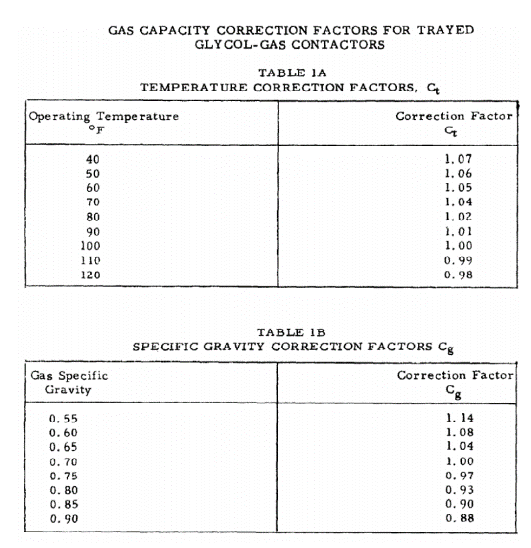 GAS CAPACITY CORRECTION FACTORS FOR TRAYED
GLYCOL-GAS CONTACTORS
TABLE 1A
TEMPERATURE CORRECTION FACTORS, Ct
Operating Temperature Correction Factor
°F Ct
40 1.07
50 1.06
60 1.05
70 1.04
80 1.02
90 1.01
100 1.00
110 0.99
120 0.98
TABLE 1B
SPECIFIC GRAVITY CORRECTION FACTORS Cg
Gas Specific Correction Factor
Gravity Cg
0.55 1.14
0.60 1.08
0.65 1.04
0.70 1.00
0.75 0.97
0.80 0.93
0.85 0.90
0.90 0.88